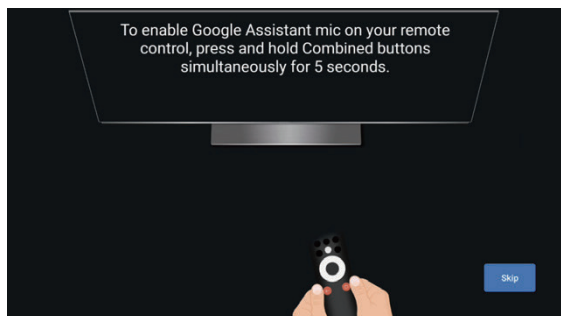 To enable Google Assistant mic on your remote
control, press and hold Combined buttons
simultaneously for 5 seconds.
Skip